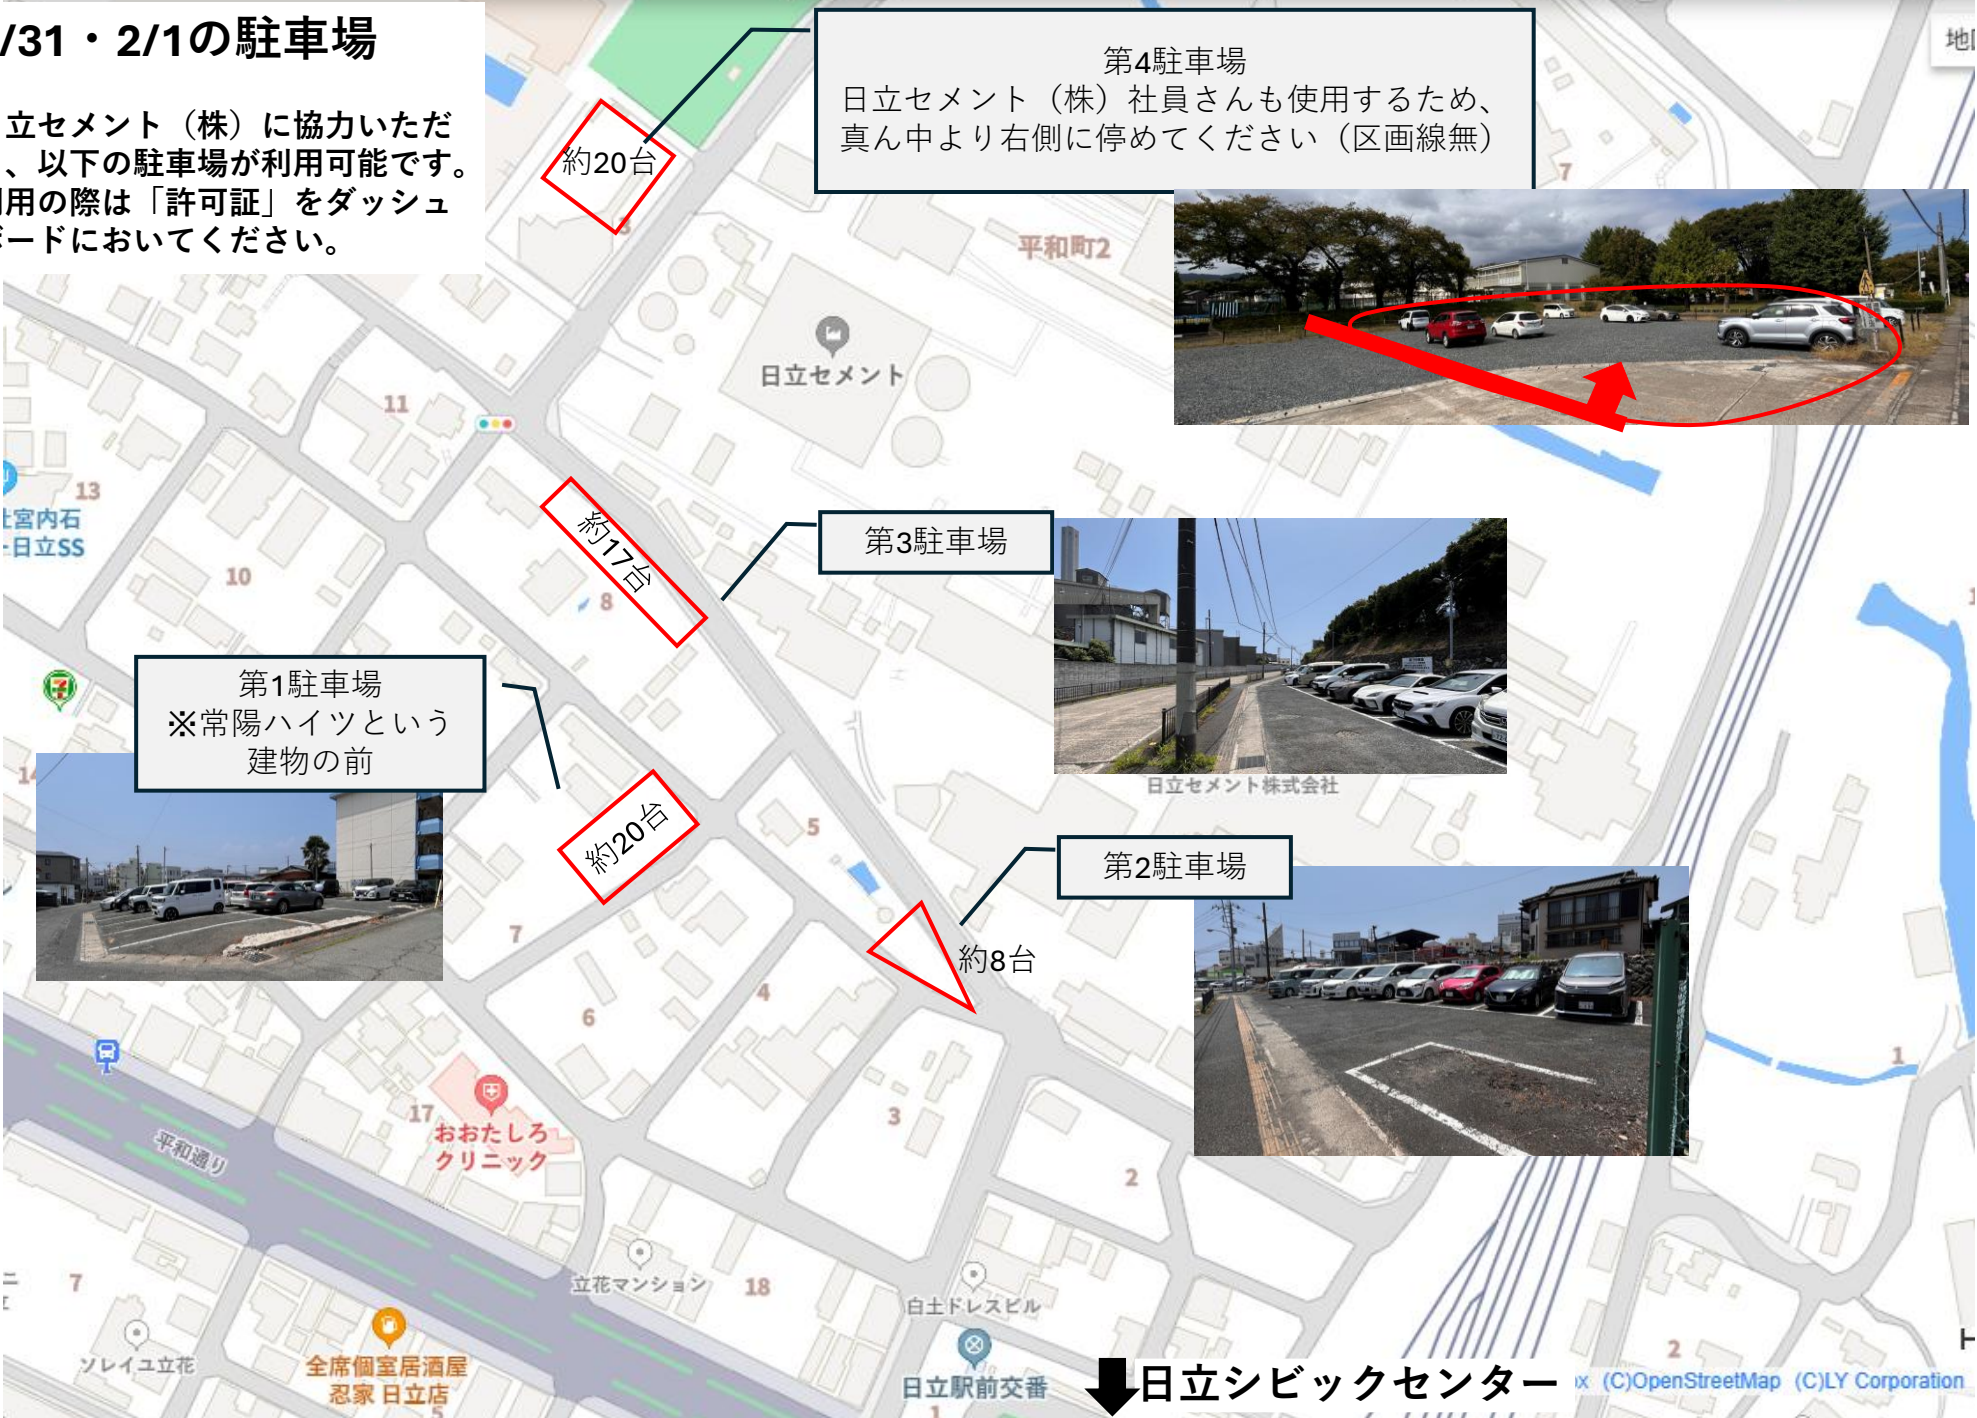 /31・2/1の駐車場
立セメント（株）に協力いただ
、以下の駐車場が利用可能です。
用の際は「許可証」をダッシュ
ボードにおいてください。
第4駐車場
日立セメント（株）社員さんも使用するため、
真ん中より右側に停めてください（区画線無）
約20台
3
7
平和町2
日立セメント
11
13
宮内石
日立SS
10
約17台
8
第3駐車場
第1駐車場
※常陽ハイツという
建物の前
14
日立セメント株式会社
約20台
5
第2駐車場
約8台
7
4
6
1
17
おおたしろ
クリニック
3
平和通り
2
7
立花マンション
18
白土ドレスビル
ソレイユ立花
全席個室居酒屋
忍家 日立店
5
日立駅前交番
1
2
日立シビックセンター
(C)OpenStreetMap (C)LY Corporation